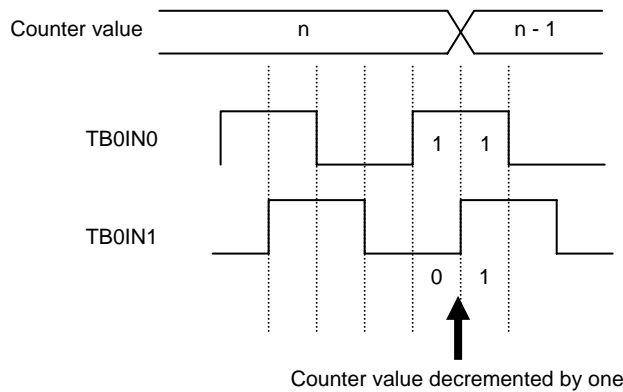 Counter value
n
n - 1
TB0IN0
1 1
TB0IN1
0 1
Counter value decremented by one